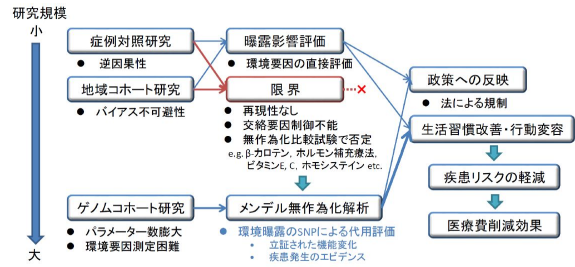 研究規模
小
症例対照研究
● 逆因果性
地域コホート研究
● バイアス不可避性
曝露影響評価
● 環境要因の直接評価
限界
● 再現性なし
● 交絡要因制御不能
● 無作為化比較試験で否定
e.g. β-カロテン, ホルモン補充療法,
ビタミンE, C, ホモシステイン etc.
ゲノムコホート研究
● パラメーター数膨大
● 環境要因測定困難
メンデル無作為化解析
● 環境曝露のSNPによる代用評価
• 立証された機能変化
• 疾患発生のエビデンス
政策への反映
● 法による規制
生活習慣改善・行動変容
疾患リスクの軽減
医療費削減効果
大